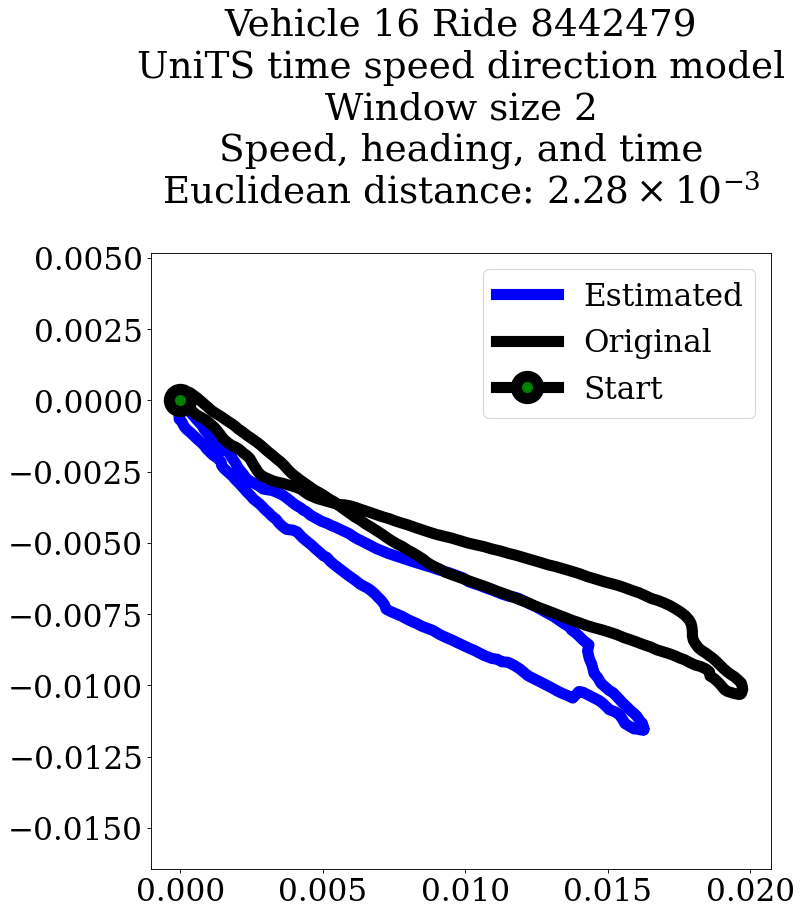 Vehicle 16 Ride 8442479
UniTS time speed direction model
Window size 2
Speed, heading, and time
Euclidean distance: 2.28 × 10⁻³
0.0050
0.0025
0.0000
−0.0025
−0.0050
−0.0075
−0.0100
−0.0125
−0.0150
Estimated
Original
Start
0.000 0.005 0.010 0.015 0.020